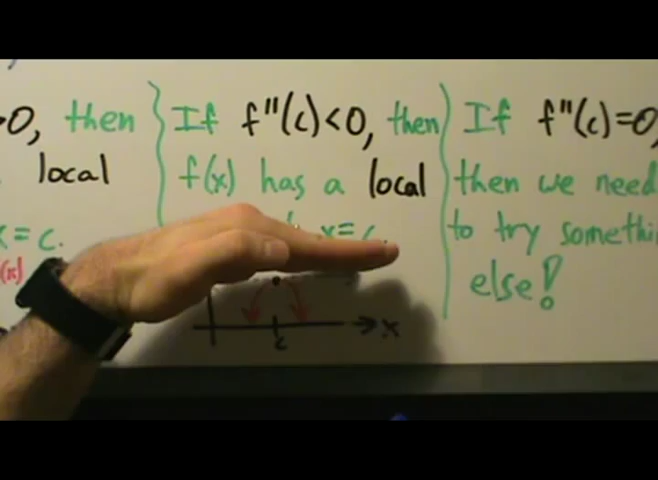 >0, then
local
x=c.
(x)
If f"(c)<0, then
f(x) has a local
x=c.
x
c
If f"(c)=0,
then we need
to try somethi
else!